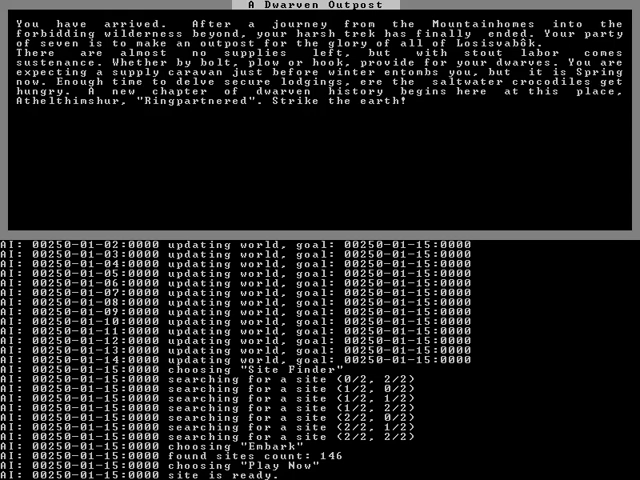 A Dwarven Outpost
You have arrived. After a journey from the Mountainhomes into the
forbidding wilderness beyond, your harsh trek has finally ended. Your party
of seven is to make an outpost for the glory of all of Losisvabôk.
There are almost no supplies left, but with stout labor comes
sustenance. Whether by bolt, plow or hook, provide for your dwarves. You are
expecting a supply caravan just before winter entombs you, but it is Spring
now. Enough time to delve secure lodgings, ere the saltwater crocodiles get
hungry. A new chapter of dwarven history begins here at this place,
Athelthimshur, "Ringpartnered". Strike the earth!
AI: 00250-01-02:0000 updating world, goal: 00250-01-15:0000
AI: 00250-01-03:0000 updating world, goal: 00250-01-15:0000
AI: 00250-01-04:0000 updating world, goal: 00250-01-15:0000
AI: 00250-01-05:0000 updating world, goal: 00250-01-15:0000
AI: 00250-01-06:0000 updating world, goal: 00250-01-15:0000
AI: 00250-01-07:0000 updating world, goal: 00250-01-15:0000
AI: 00250-01-08:0000 updating world, goal: 00250-01-15:0000
AI: 00250-01-09:0000 updating world, goal: 00250-01-15:0000
AI: 00250-01-10:0000 updating world, goal: 00250-01-15:0000
AI: 00250-01-11:0000 updating world, goal: 00250-01-15:0000
AI: 00250-01-12:0000 updating world, goal: 00250-01-15:0000
AI: 00250-01-13:0000 updating world, goal: 00250-01-15:0000
AI: 00250-01-14:0000 updating world, goal: 00250-01-15:0000
AI: 00250-01-15:0000 choosing "Site Finder"
AI: 00250-01-15:0000 searching for a site (0/2, 2/2)
AI: 00250-01-15:0000 searching for a site (1/2, 0/2)
AI: 00250-01-15:0000 searching for a site (1/2, 1/2)
AI: 00250-01-15:0000 searching for a site (1/2, 2/2)
AI: 00250-01-15:0000 searching for a site (2/2, 0/2)
AI: 00250-01-15:0000 searching for a site (2/2, 1/2)
AI: 00250-01-15:0000 searching for a site (2/2, 2/2)
AI: 00250-01-15:0000 choosing "Embark"
AI: 00250-01-15:0000 found sites count: 146
AI: 00250-01-15:0000 choosing "Play Now"
AI: 00250-01-15:0000 site is ready.